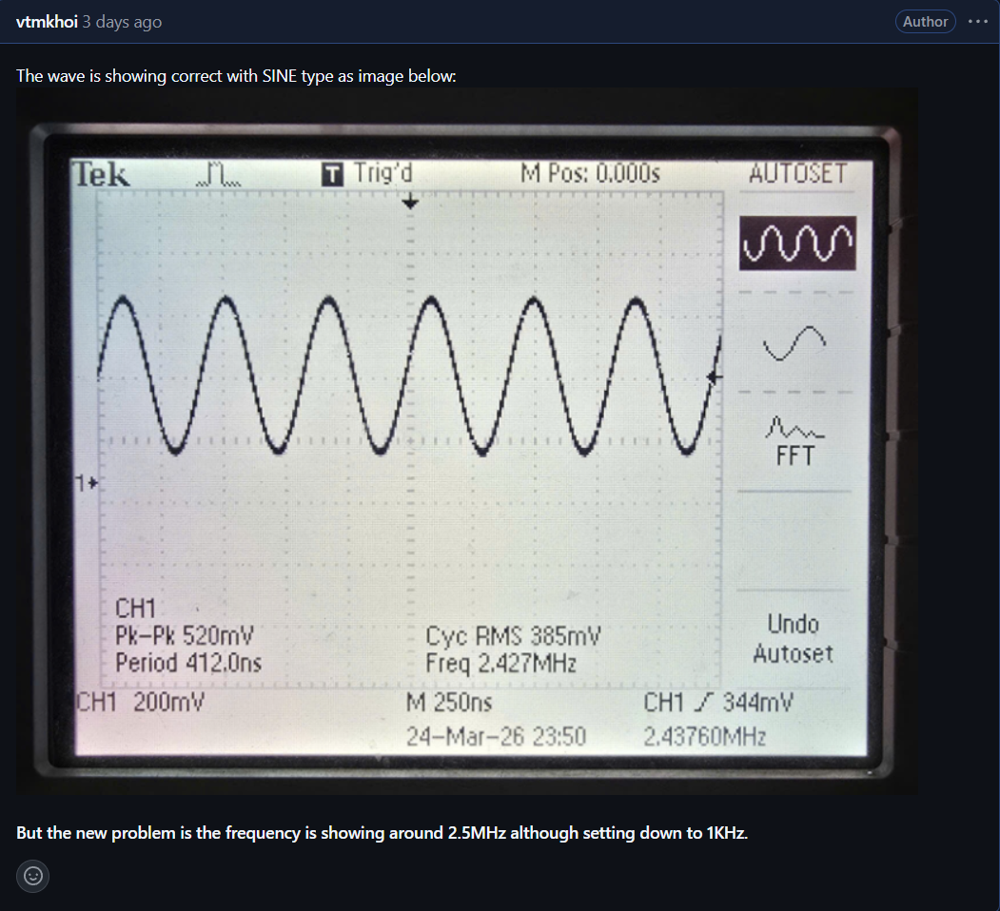 vtmkhoi 3 days ago
Author
The wave is showing correct with SINE type as image below:
Tek
T Trig'd
M Pos: 0.000s
AUTOSET
FFT
1
CH1
Pk-Pk 520mV
Cyc RMS 385mV
Period 412.0ns
Freq 2.427MHz
Undo
Autoset
CH1 200mV
M 250ns
CH1 344mV
24-Mar-26 23:50
2.43760MHz
But the new problem is the frequency is showing around 2.5MHz although setting down to 1KHz.